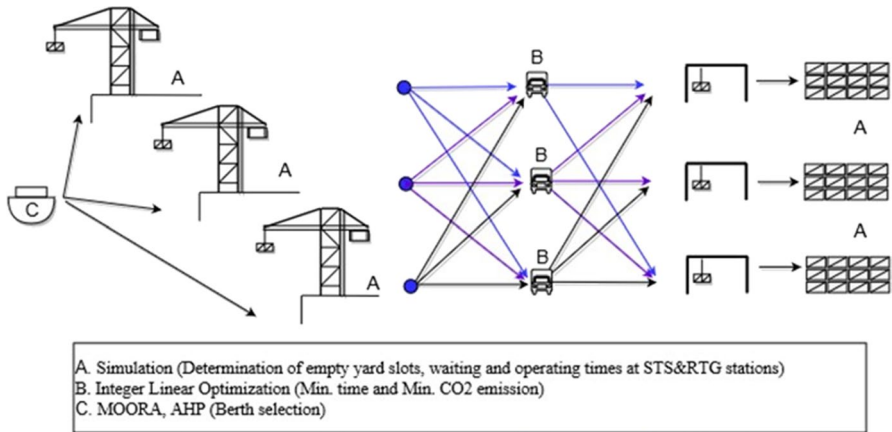 A
B
A
A
B
A
C
A
A
B
A. Simulation (Determination of empty yard slots, waiting and operating times at STS&RTG stations)
B. Integer Linear Optimization (Min. time and Min. CO2 emission)
C. MOORA, AHP (Berth selection)